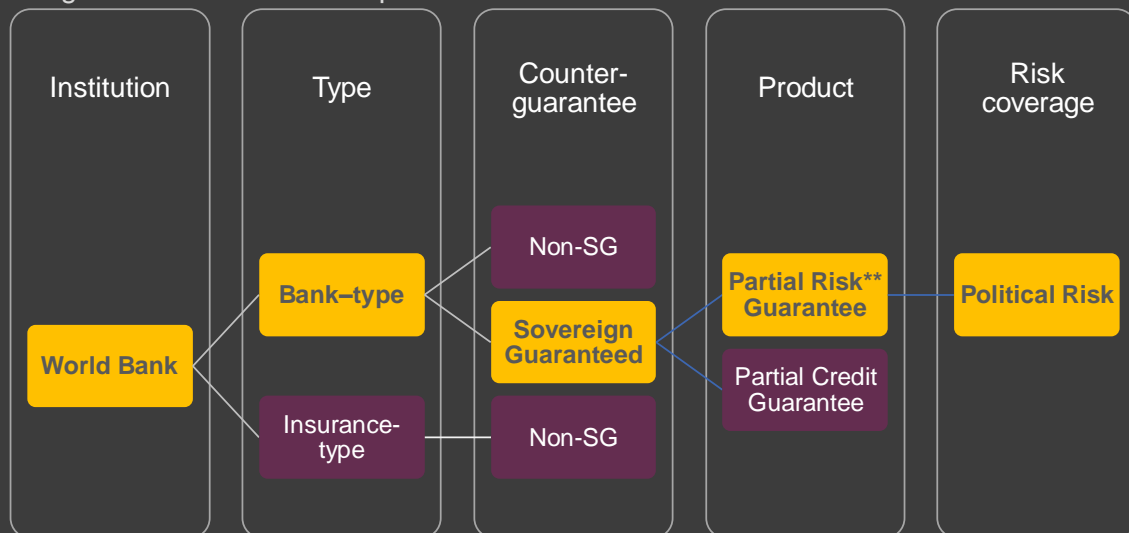 Institution
Type
Counter-
guarantee
Product
Risk
coverage
World Bank
Bank–type
Insurance-
type
Non-SG
Sovereign
Guaranteed
Non-SG
Partial Risk**
Guarantee
Partial Credit
Guarantee
Political Risk